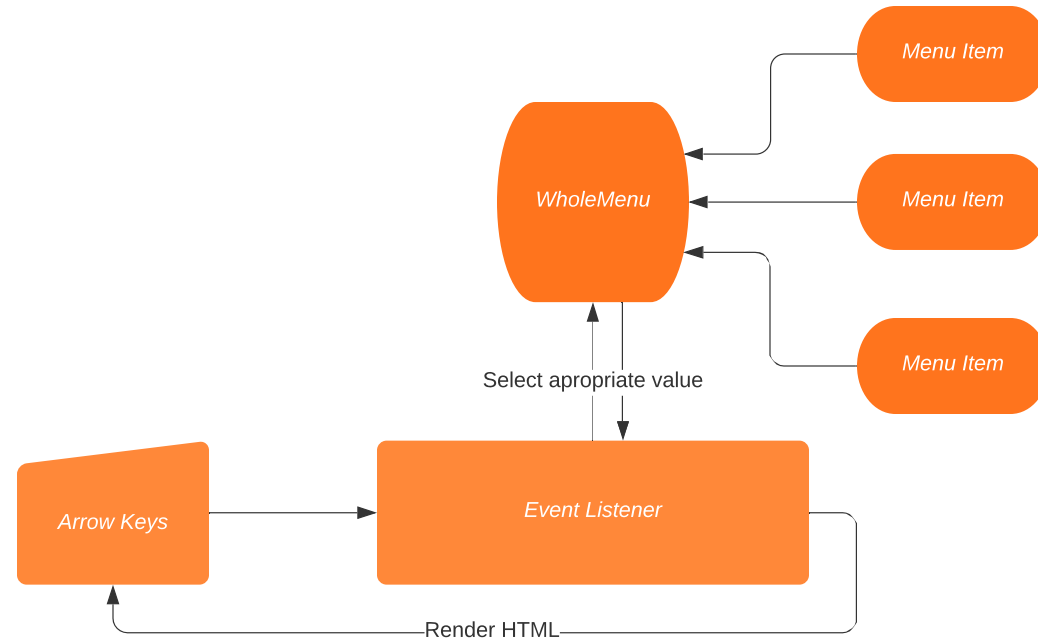 Menu Item
WholeMenu
Menu Item
Menu Item
Select apropriate value
Arrow Keys
Event Listener
Render HTML